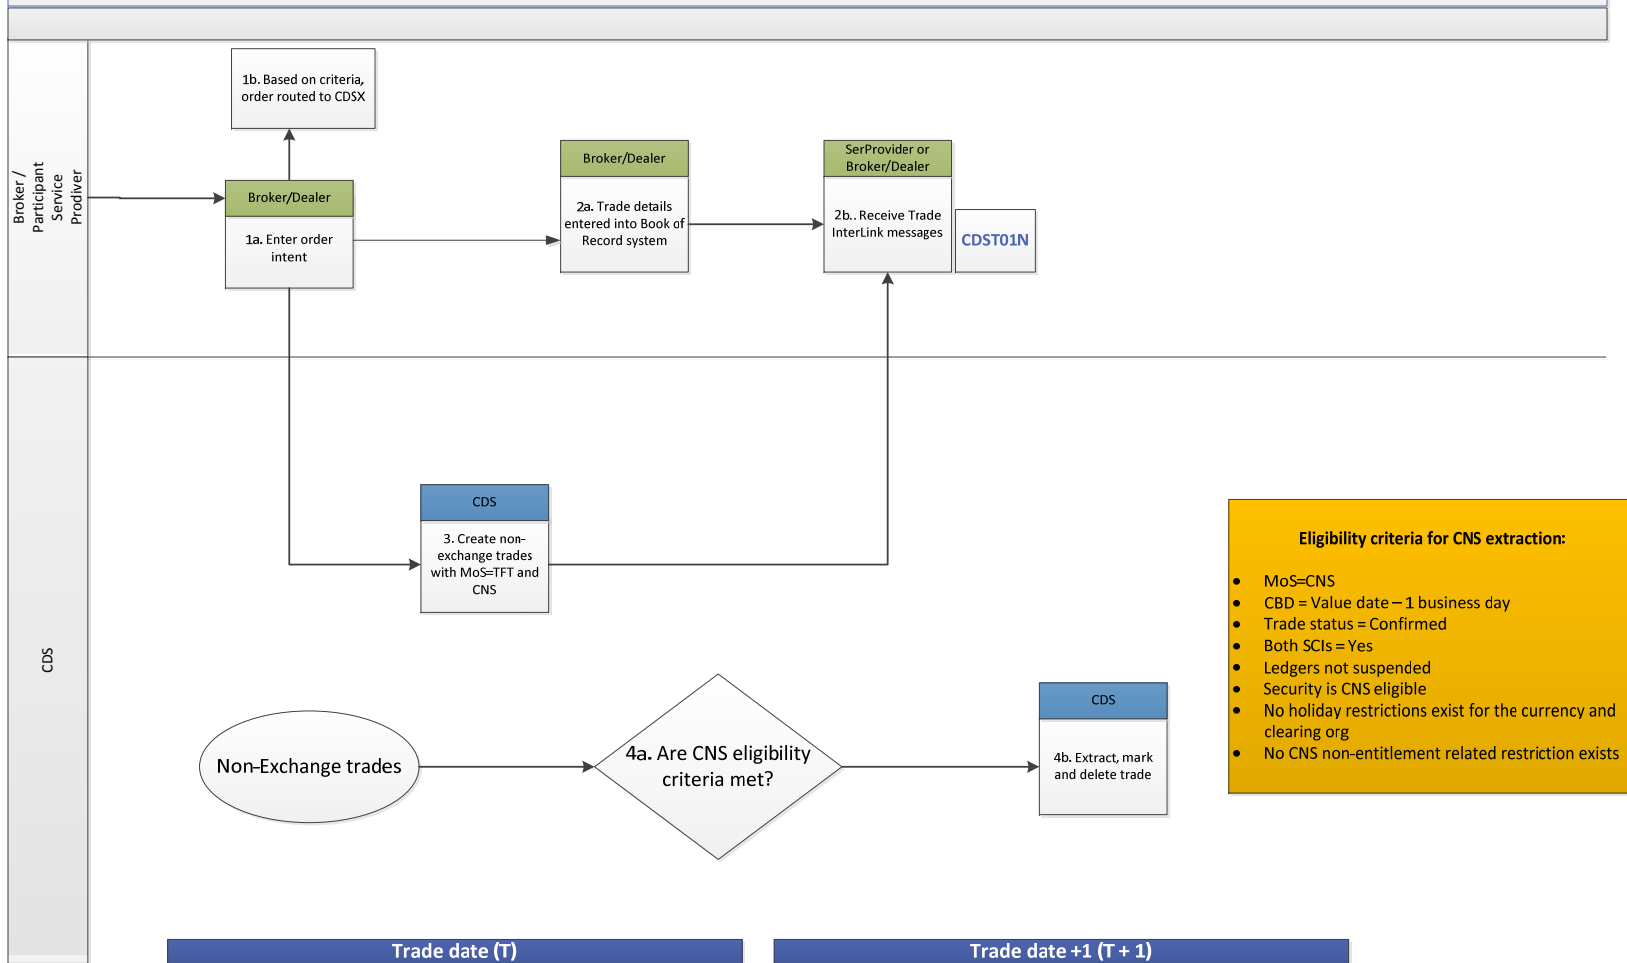 Broker /
Participant
Service
Prodiver
1b. Based on criteria,
order routed to CDSX
Broker/Dealer
1a. Enter order
intent
Broker/Dealer
2a. Trade details
entered into Book of
Record system
SerProvider or
Broker/Dealer
2b.. Receive Trade
InterLink messages
CDST01N
CDS
CDS
3. Create non-
exchange trades
with MoS=TFT and
CNS
Non-Exchange trades
4a. Are CNS eligibility
criteria met?
CDS
4b. Extract, mark
and delete trade
Eligibility criteria for CNS extraction:
• MoS=CNS
• CBD = Value date – 1 business day
• Trade status = Confirmed
• Both SCIs = Yes
• Ledgers not suspended
• Security is CNS eligible
• No holiday restrictions exist for the currency and
clearing org
• No CNS non-entitlement related restriction exists
Trade date (T)
Trade date +1 (T + 1)